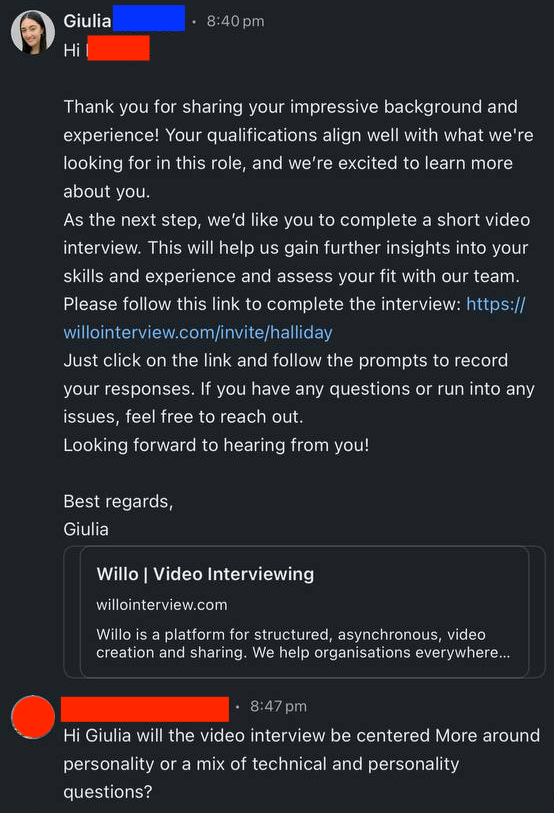 Giulia • 8:40 pm
Hi
Thank you for sharing your impressive background and
experience! Your qualifications align well with what we're
looking for in this role, and we’re excited to learn more
about you.
As the next step, we’d like you to complete a short video
interview. This will help us gain further insights into your
skills and experience and assess your fit with our team.
Please follow this link to complete the interview: https://
willointerview.com/invite/halliday
Just click on the link and follow the prompts to record
your responses. If you have any questions or run into any
issues, feel free to reach out.
Looking forward to hearing from you!
Best regards,
Giulia
Willo | Video Interviewing
willointerview.com
Willo is a platform for structured, asynchronous, video
creation and sharing. We help organisations everywhere...
• 8:47 pm
Hi Giulia will the video interview be centered More around
personality or a mix of technical and personality
questions?